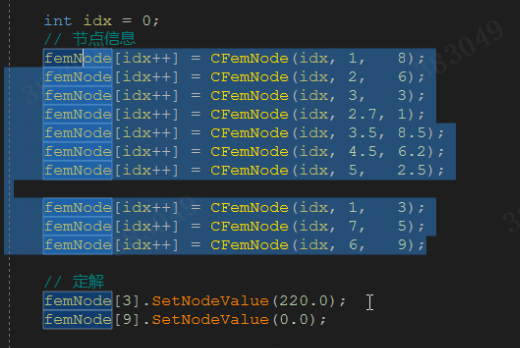 int idx = 0;
// 节点信息
femNode[idx++] = CFemNode(idx, 1, 8);
femNode[idx++] = CFemNode(idx, 2, 6);
femNode[idx++] = CFemNode(idx, 3, 3);
femNode[idx++] = CFemNode(idx, 2.7, 1);
femNode[idx++] = CFemNode(idx, 3.5, 8.5);
femNode[idx++] = CFemNode(idx, 4.5, 6.2);
femNode[idx++] = CFemNode(idx, 5, 2.5);
femNode[idx++] = CFemNode(idx, 1, 3);
femNode[idx++] = CFemNode(idx, 7, 5);
femNode[idx++] = CFemNode(idx, 6, 9);
// 定解
femNode[3].SetNodeValue(220.0);
femNode[9].SetNodeValue(0.0);